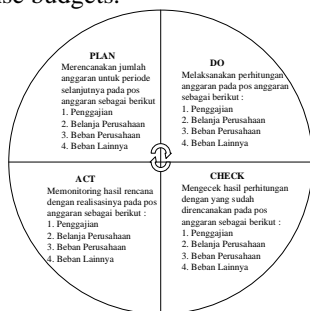 se budgets.
PLAN
Merencanakan jumlah
anggaran untuk periode
selanjutnya pada pos
anggaran sebagai berikut
1. Penggajian
2. Belanja Perusahaan
3. Beban Perusahaan
4. Beban Lainnya
DO
Melaksanakan perhitungan
anggaran pada pos anggaran
sebagai berikut :
1. Penggajian
2. Belanja Perusahaan
3. Beban Perusahaan
4. Beban Lainnya
ACT
Memonitoring hasil rencana
dengan realisasinya pada pos
anggaran sebagai berikut :
1. Penggajian
2. Belanja Perusahaan
3. Beban Perusahaan
4. Beban Lainnya
CHECK
Mengecek hasil perhitungan
dengan yang sudah
direncanakan pada pos
anggaran sebagai berikut :
1. Penggajian
2. Belanja Perusahaan
3. Beban Perusahaan
4. Beban Lainnya